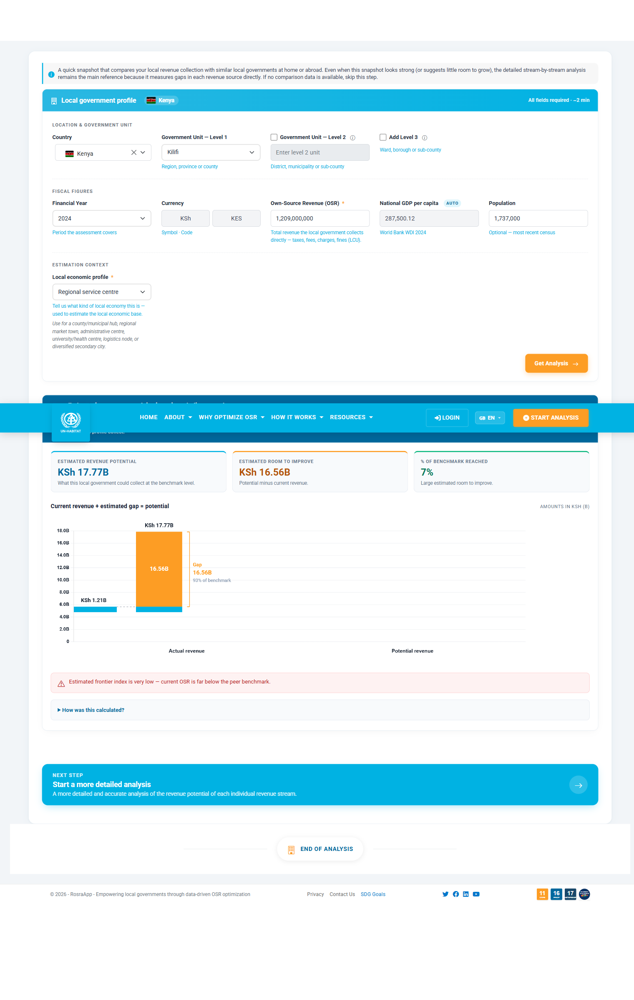 A quick snapshot that compares your local revenue collection with similar local governments at home or abroad. Even when this snapshot looks strong (or suggests little room to grow), the detailed stream-by-stream analysis
remains the main reference because it measures gaps in each revenue source directly. If no comparison data is available, skip this step.
Local government profile Kenya All fields required · ~2 min
LOCATION & GOVERNMENT UNIT
Country Government Unit — Level 1 Government Unit — Level 2 Add Level 3
Kenya Kilifi Enter level 2 unit Ward, borough or sub-county
Region, province or county District, municipality or sub-county
FISCAL FIGURES
Financial Year Currency Own-Source Revenue (OSR) * National GDP per capita AUTO Population
2024 KSh KES 1,209,000,000 287,500.12 1,737,000
Period the assessment covers Symbol · Code Total revenue the local government collects World Bank WDI 2024 Optional — most recent census
directly — taxes, fees, charges, fines (LCU).
ESTIMATION CONTEXT
Local economic profile *
Regional service centre
Tell us what kind of local economy this is —
used to estimate the local economic base.
Use for a county/municipal hub, regional
market town, administrative centre,
university/health centre, logistics node, or
diversified secondary city.
Get Analysis →
UN-HABITAT
HOME ABOUT WHY OPTIMIZE OSR HOW IT WORKS RESOURCES LOGIN GB EN START ANALYSIS
profile collect.
ESTIMATED REVENUE POTENTIAL
KSh 17.77B
What this local government could collect at the benchmark level.
ESTIMATED ROOM TO IMPROVE
KSh 16.56B
Potential minus current revenue.
% OF BENCHMARK REACHED
7%
Large estimated room to improve.
Current revenue + estimated gap = potential AMOUNTS IN KSH (B)
KSh 17.77B
18.0B
16.0B
14.0B
12.0B
10.0B
8.0B
6.0B
4.0B
2.0B
0
16.56B
Gap
16.56B
93% of benchmark
KSh 1.21B
Actual revenue Potential revenue
Estimated frontier index is very low — current OSR is far below the peer benchmark.
How was this calculated?
NEXT STEP
Start a more detailed analysis
A more detailed and accurate analysis of the revenue potential of each individual revenue stream.
END OF ANALYSIS
© 2026 - RosraApp - Empowering local governments through data-driven OSR optimization Privacy Contact Us SDG Goals 11 16 17